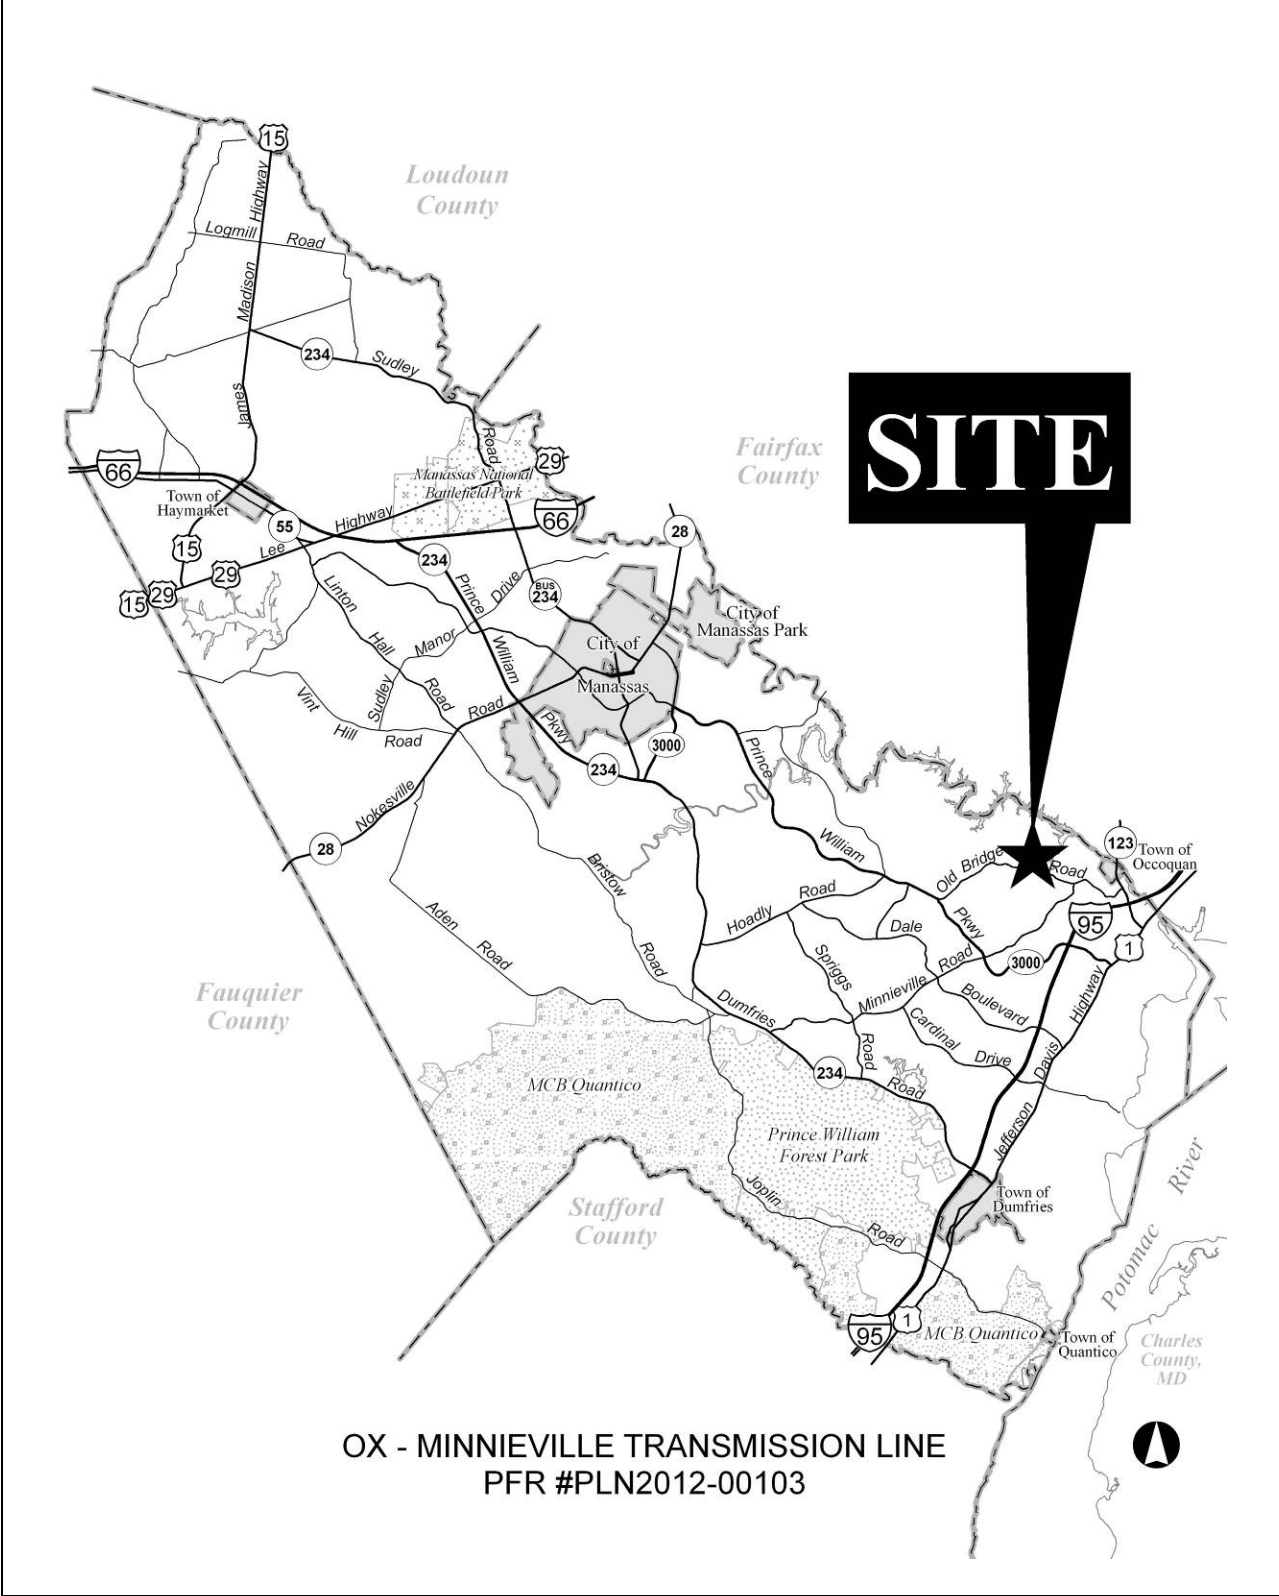 15
Loudoun
County
Highway
Logmill Road
Madison
234
Sudley
James
Road
29
66
Manassas National
Battlefield Park
Fairfax
County
SITE
Town of
Haymarket
55
Highway
Lee
66
28
15
29
29
15
234
Prince
Drive
BUS
234
Linton
Hall
Manor
William
City of
Manassas Park
City of
Manassas
Sudley
Road
Road
Vint
Hill
Road
Pkwy
3000
234
Prince
Nokesville
28
William
Old Bridge
Road
123
Town of
Occoquan
Bristow
Road
Aden
Road
Hoadly
Road
Dale
Pkwy
95
1
Spriggs
Road
3000
Minnieville
Boulevard
Highway
Fauquier
County
Dumfries
Cardinal
Drive
Davis
Road
234
Road
MCB Quantico
Prince William
Forest Park
Jefferson
River
Joplin
Road
Town of
Dumfries
Stafford
County
Potomac
95
1
MCB Quantico
Town of
Quantico
Charles
County,
MD
OX - MINNIEVILLE TRANSMISSION LINE
PFR #PLN2012-00103